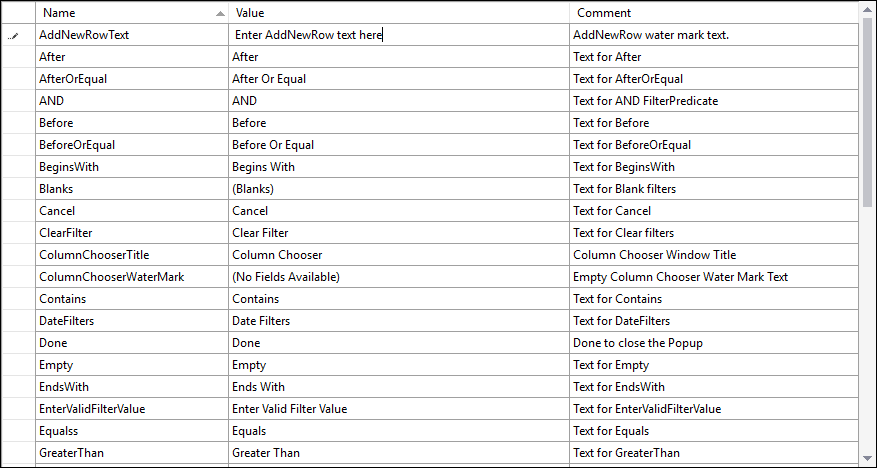 Name Value Comment
AddNewRowText Enter AddNewRow text here AddNewRow water mark text.
After After Text for After
AfterOrEqual After Or Equal Text for AfterOrEqual
AND AND Text for AND FilterPredicate
Before Before Text for Before
BeforeOrEqual Before Or Equal Text for BeforeOrEqual
BeginsWith Begins With Text for BeginsWith
Blanks (Blanks) Text for Blank filters
Cancel Cancel Text for Cancel
ClearFilter Clear Filter Text for Clear filters
ColumnChooserTitle Column Chooser Column Chooser Window Title
ColumnChooserWaterMark (No Fields Available) Empty Column Chooser Water Mark Text
Contains Contains Text for Contains
DateFilters Date Filters Text for DateFilters
Done Done Done to close the Popup
Empty Empty Text for Empty
EndsWith Ends With Text for EndsWith
EnterValidFilterValue Enter Valid Filter Value Text for EnterValidFilterValue
Equalss Equals Text for Equals
GreaterThan Greater Than Text for GreaterThan